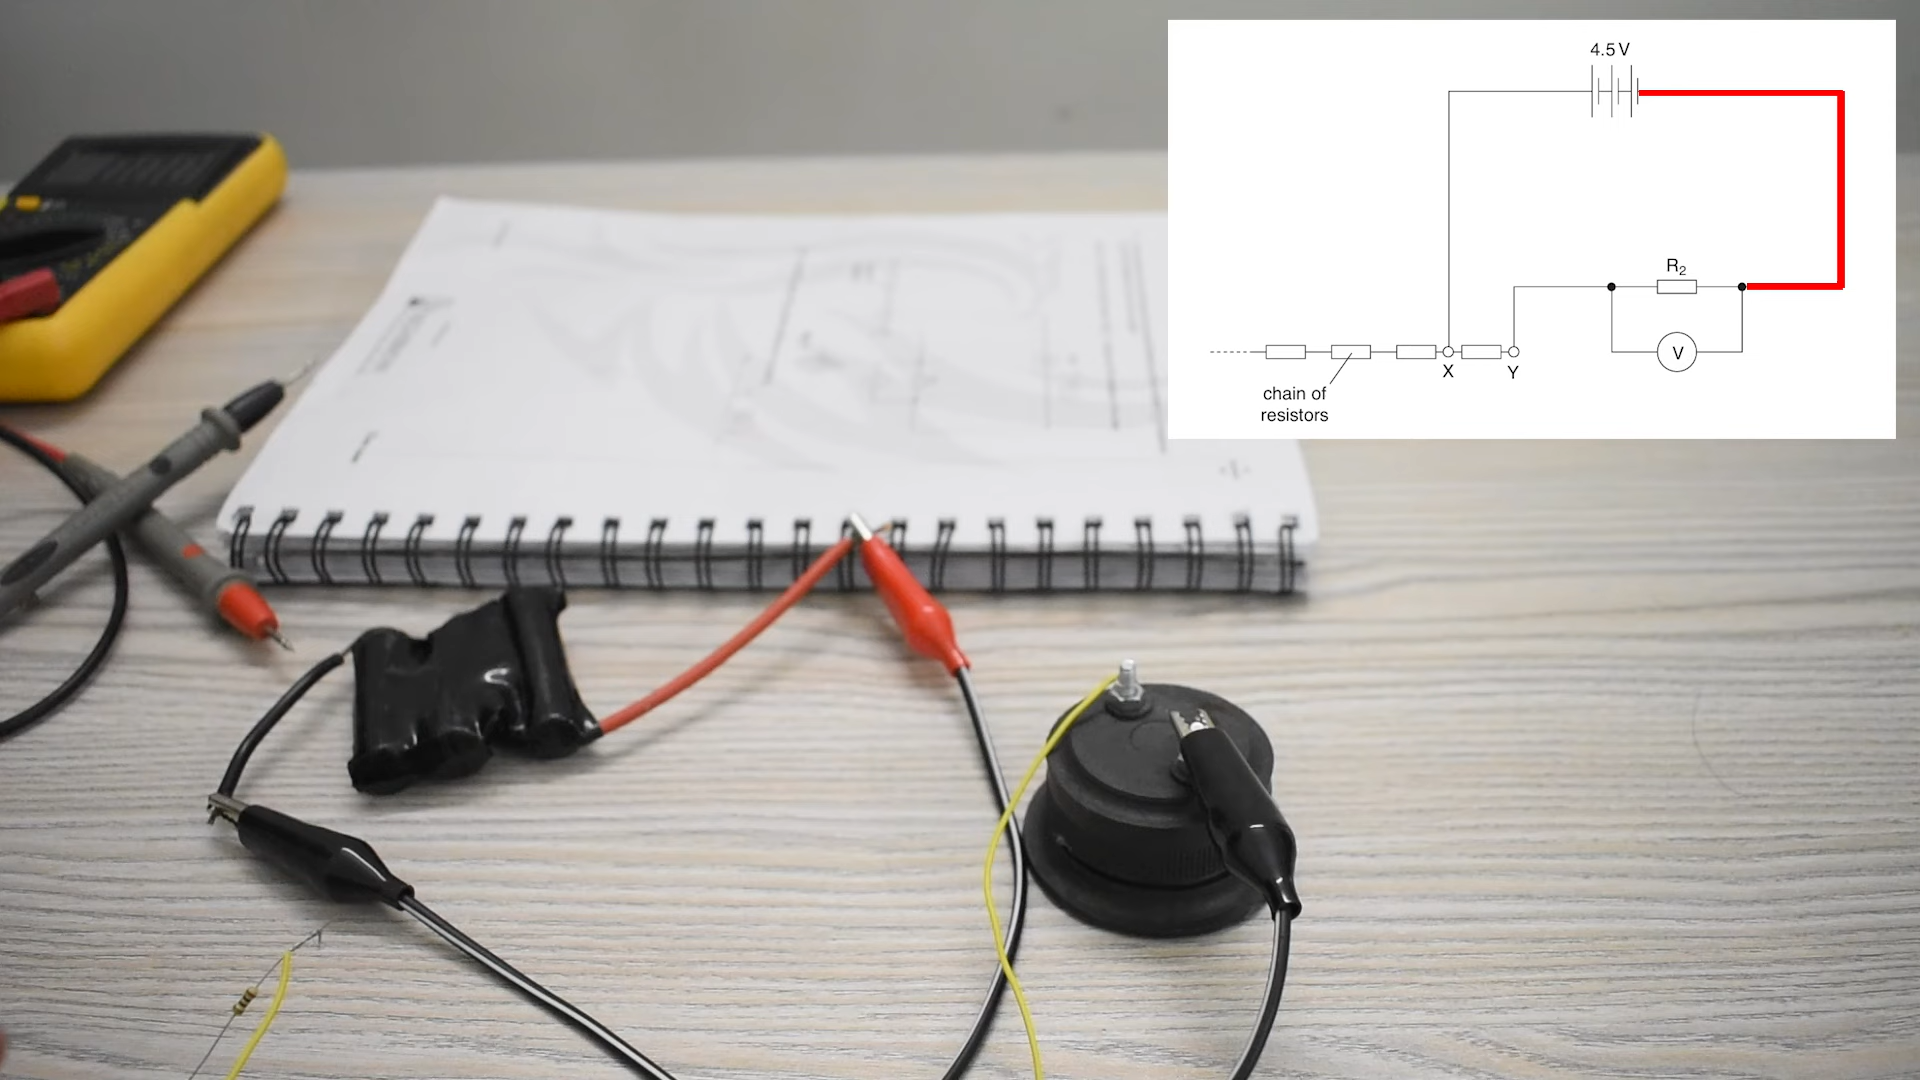 4.5 V
R2
V
X
Y
chain of
resistors